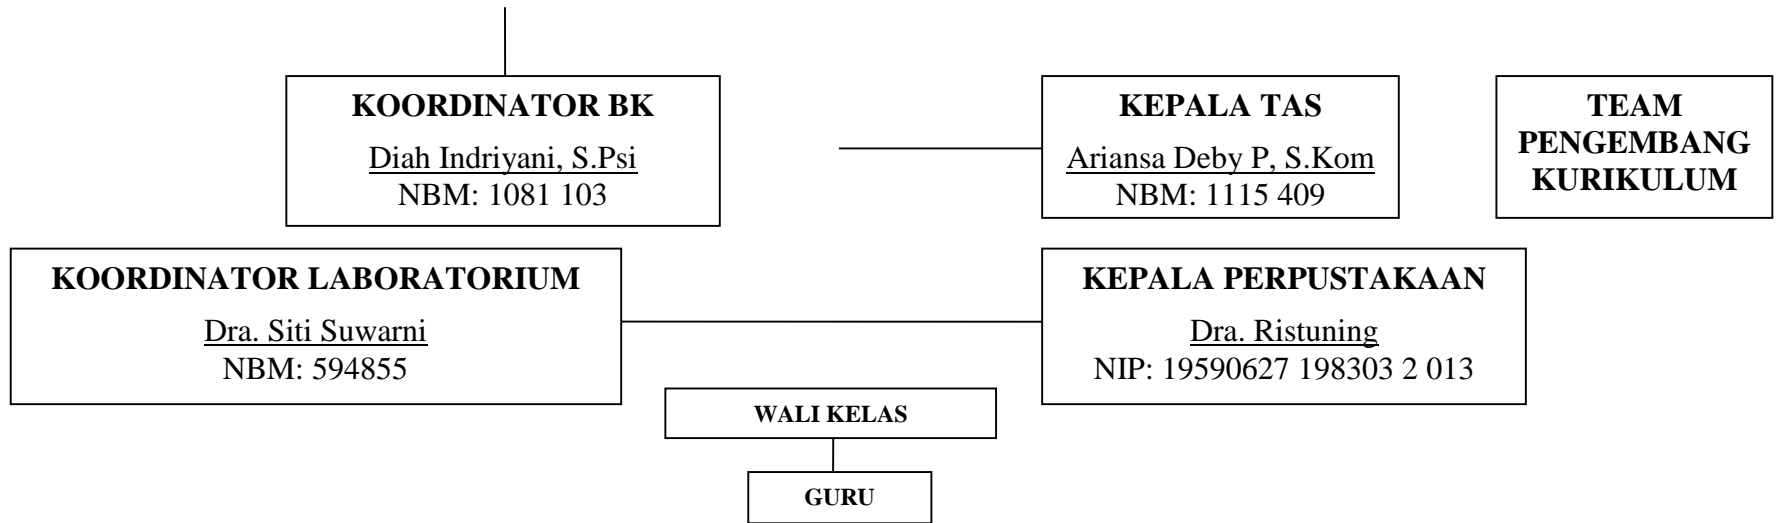 KOORDINATOR BK
Diah Indriyani, S.Psi
NBM: 1081 103
KEPALA TAS
Ariansa Deby P, S.Kom
NBM: 1115 409
TEAM
PENGEMBANG
KURIKULUM
KOORDINATOR LABORATORIUM
Dra. Siti Suwarni
NBM: 594855
KEPALA PERPUSTAKAAN
Dra. Ristuning
NIP: 19590627 198303 2 013
WALI KELAS
GURU